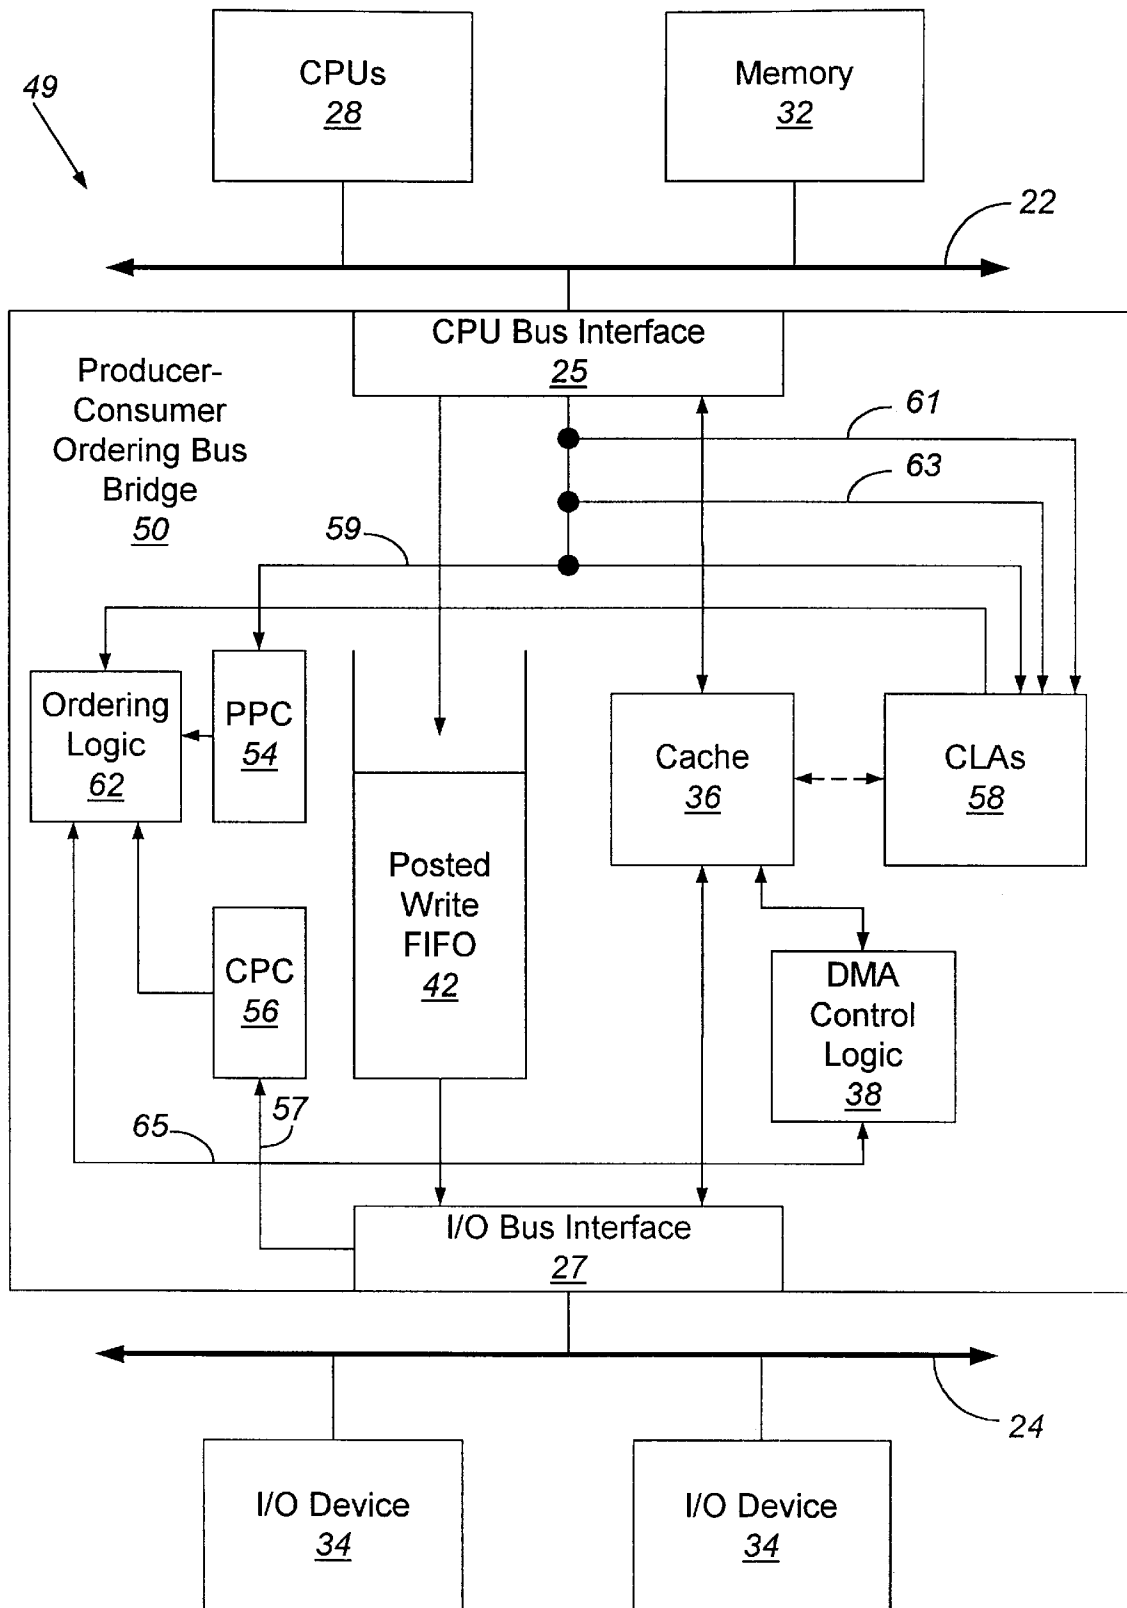 CPUs
28
Memory
32
49
22
CPU Bus Interface
25
Producer-
Consumer
Ordering Bus
Bridge
50
61
63
59
Ordering
Logic
62
PPC
54
Cache
36
CLAs
58
Posted
Write
FIFO
42
CPC
56
DMA
Control
Logic
38
57
65
I/O Bus Interface
27
24
I/O Device
34
I/O Device
34